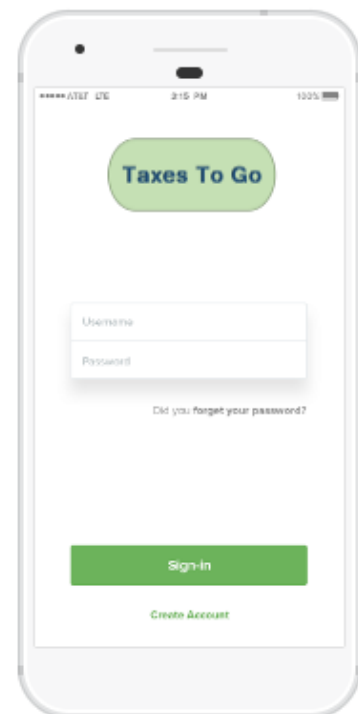 AT&T LTE 3:15 PM 100%
Taxes To Go
Username
Password
Did you forget your password?
Sign-in
Create Account